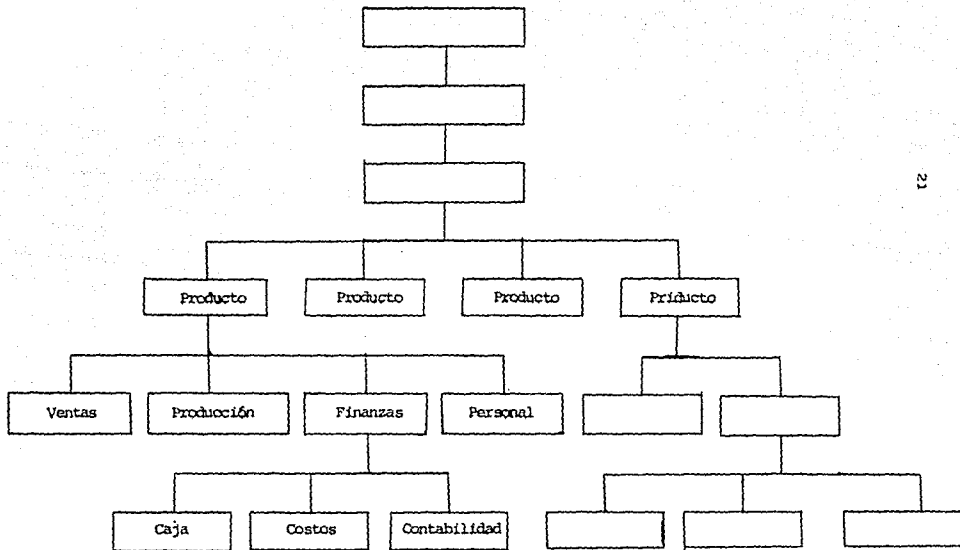 21
Producto Producto Producto Priducto
Ventas Producción Finanzas Personal
Caja Costos Contabilidad